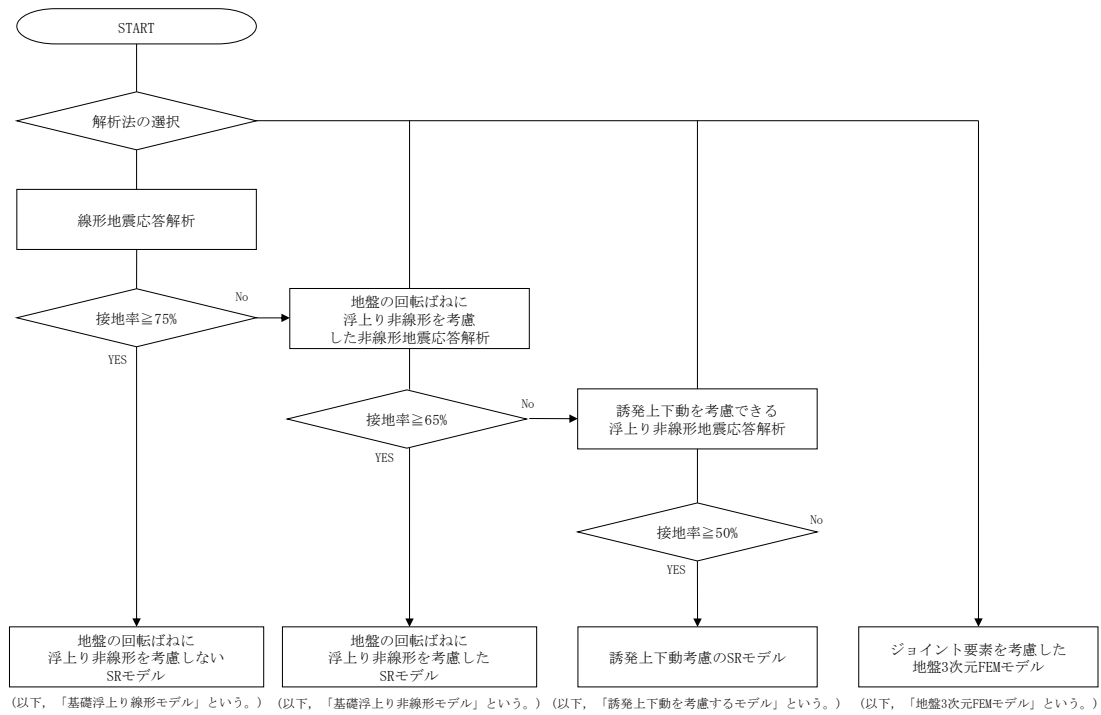 START
解析法の選択
線形地震応答解析
接地率≧75%
No
YES
地盤の回転ばねに
浮上り非線形を考慮
した非線形地震応答解析
接地率≧65%
No
YES
誘発上下動を考慮できる
浮上り非線形地震応答解析
接地率≧50%
No
YES
地盤の回転ばねに
浮上り非線形を考慮しない
SRモデル
(以下，「基礎浮上り線形モデル」という。)
地盤の回転ばねに
浮上り非線形を考慮した
SRモデル
(以下，「基礎浮上り非線形モデル」という。)
誘発上下動考慮のSRモデル
(以下，「誘発上下動を考慮するモデル」という。)
ジョイント要素を考慮した
地盤3次元FEMモデル
(以下，「地盤3次元FEMモデル」という。)